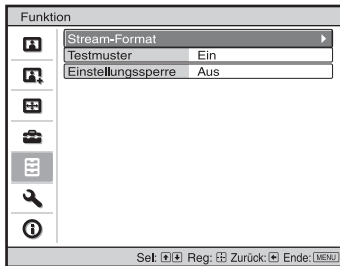 Funktion
Stream-Format
Testmuster Ein
Einstellungssperre Aus
Sel: Reg: Zurück: Ende: MENU